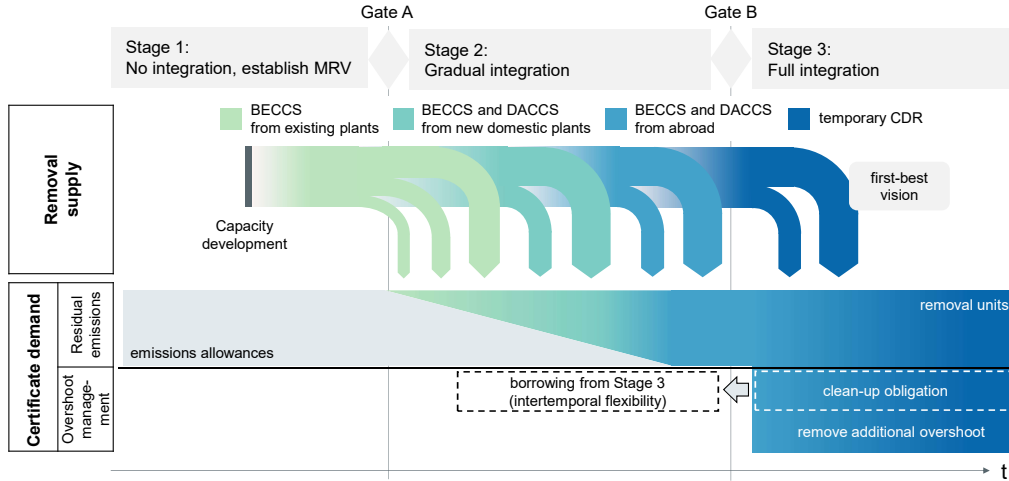 Gate A
Gate B
Stage 1:
No integration, establish MRV
Stage 2:
Gradual integration
Stage 3:
Full integration
BECCS
from existing plants
BECCS and DACCS
from new domestic plants
BECCS and DACCS
from abroad
temporary CDR
Removal
supply
Capacity
development
first-best
vision
Certificate demand
Residual
emissions
emissions allowances
removal units
Overshoot
manage-
ment
borrowing from Stage 3
(intertemporal flexibility)
clean-up obligation
remove additional overshoot
t